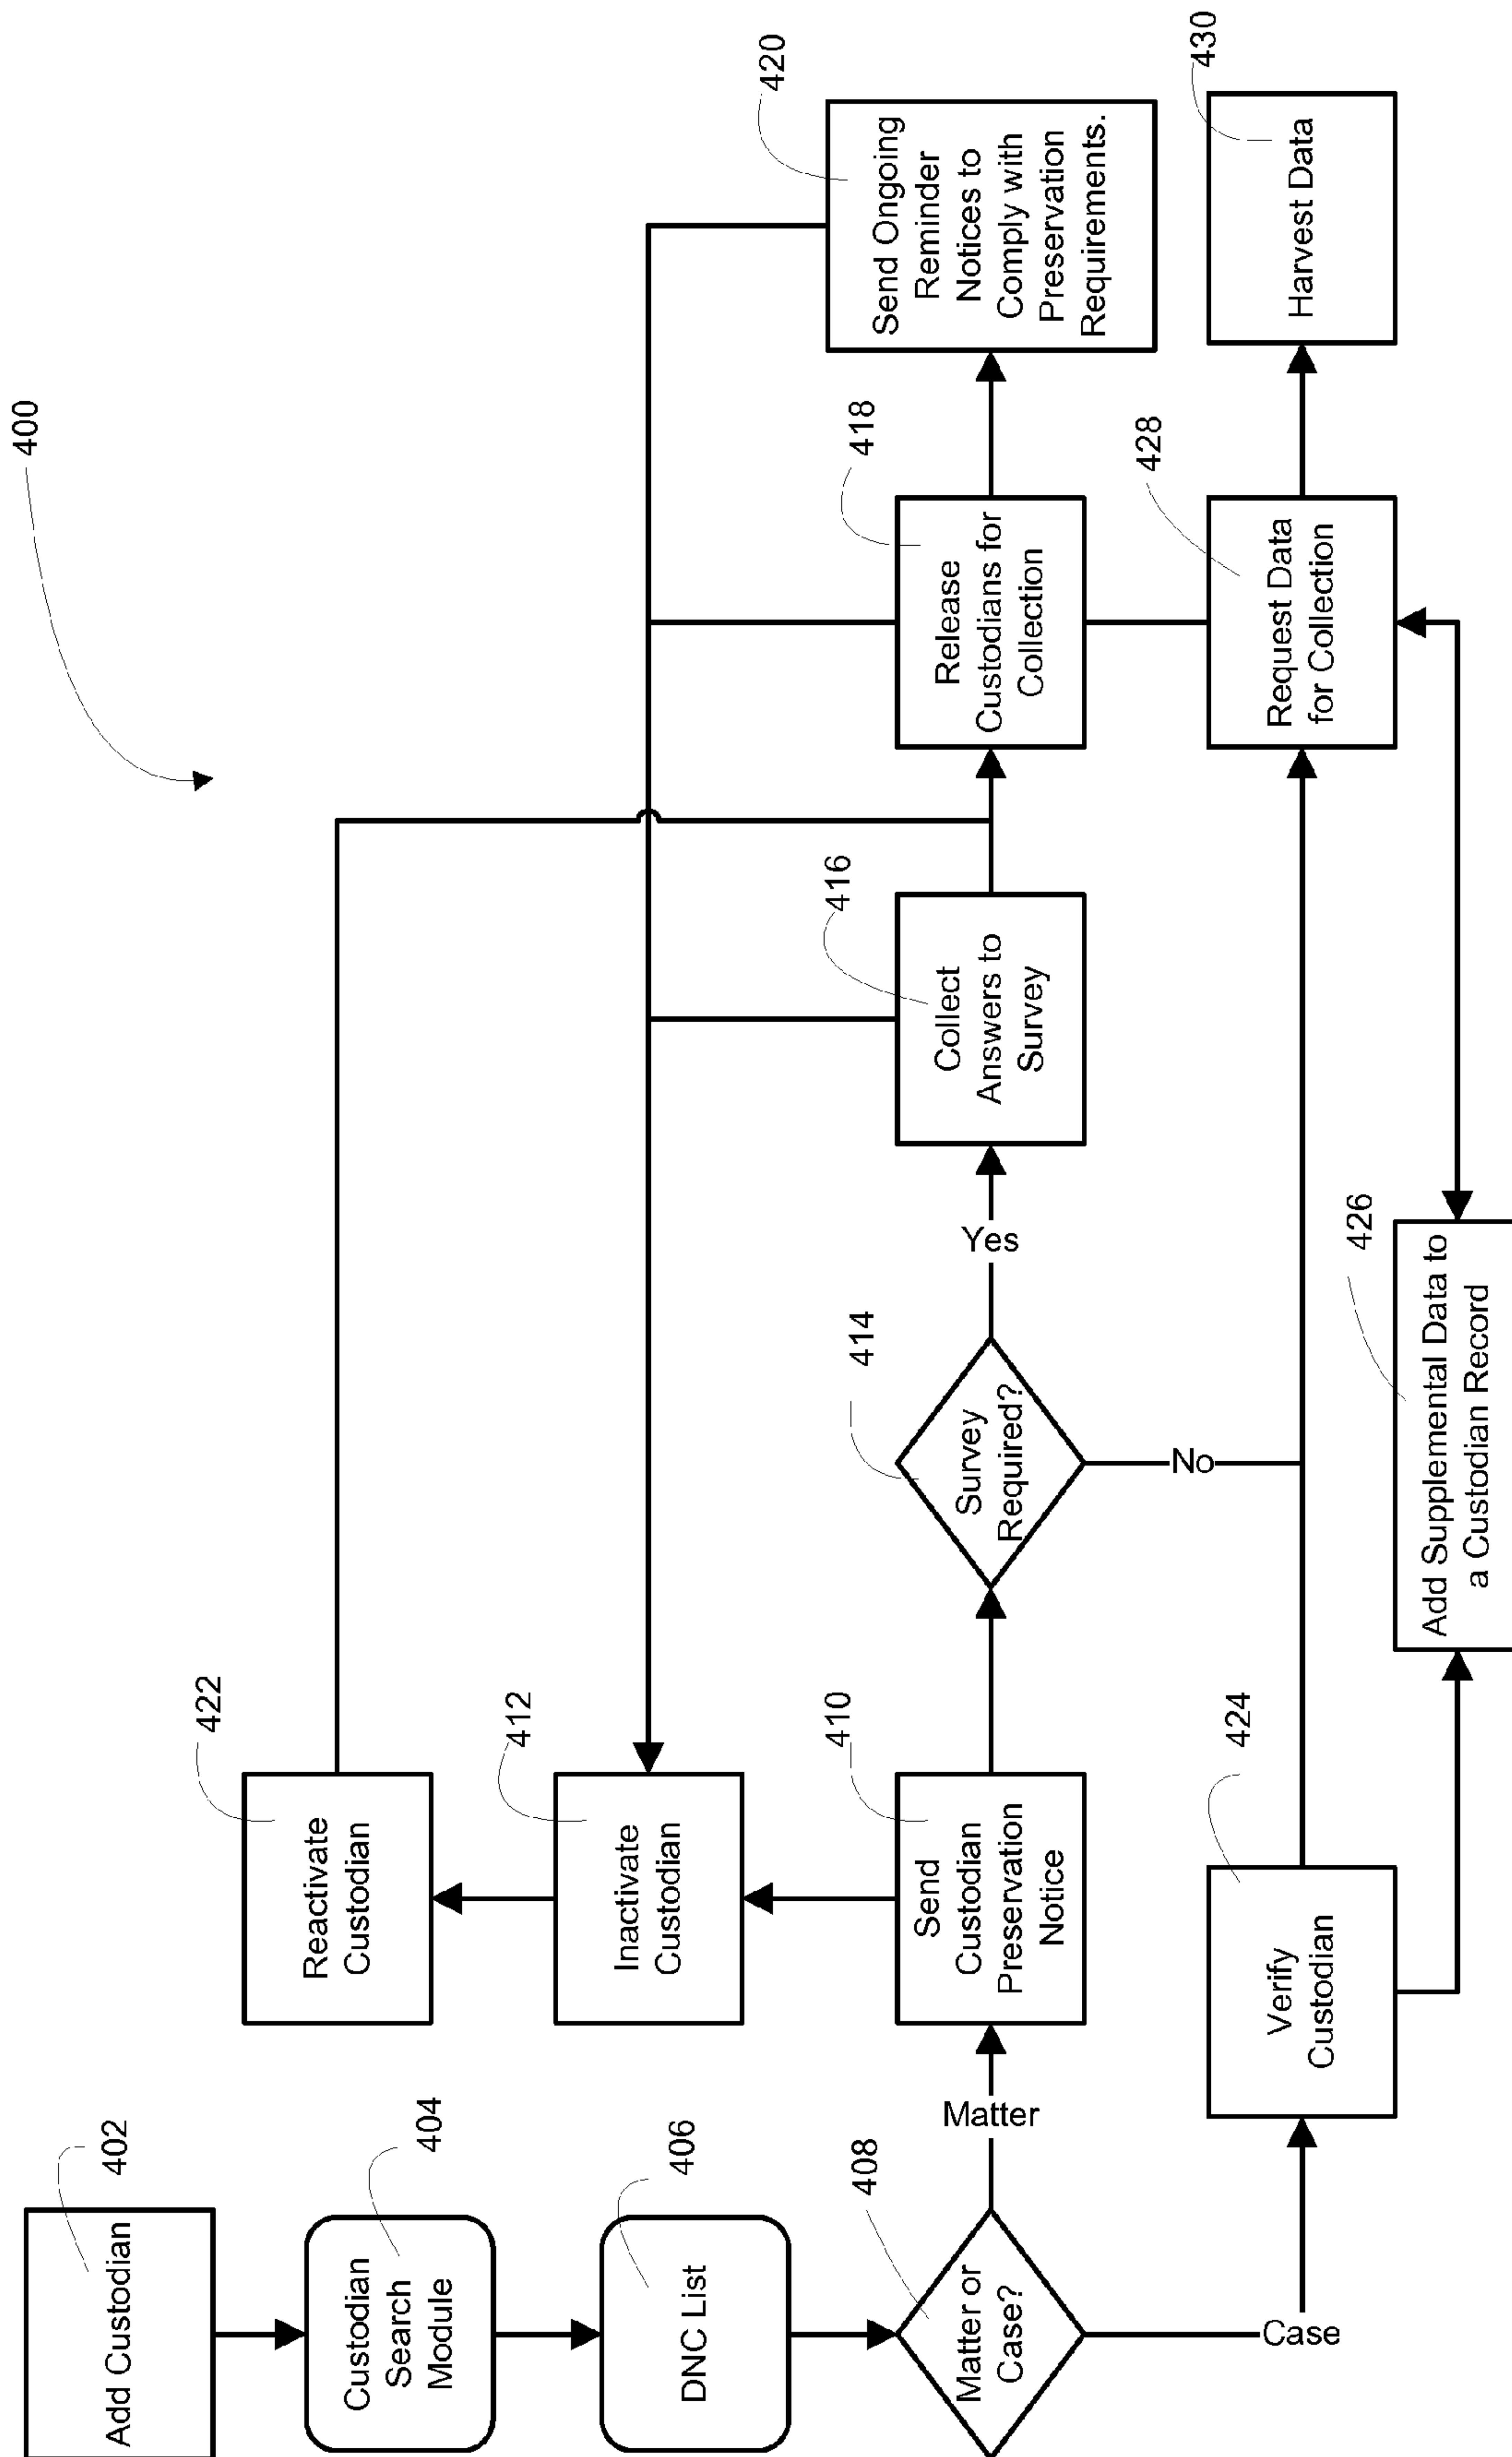 400
402
Add Custodian
404
Custodian
Search
Module
406
DNC List
408
Matter or
Case?
Matter
Case
422
Reactivate
Custodian
412
Inactivate
Custodian
410
Send
Custodian
Preservation
Notice
414
Survey
Required?
Yes
No
416
Collect
Answers to
Survey
418
Release
Custodians for
Collection
420
Send Ongoing
Reminder
Notices to
Comply with
Preservation
Requirements.
424
Verify
Custodian
426
Add Supplemental Data to
a Custodian Record
428
Request Data
for Collection
430
Harvest Data